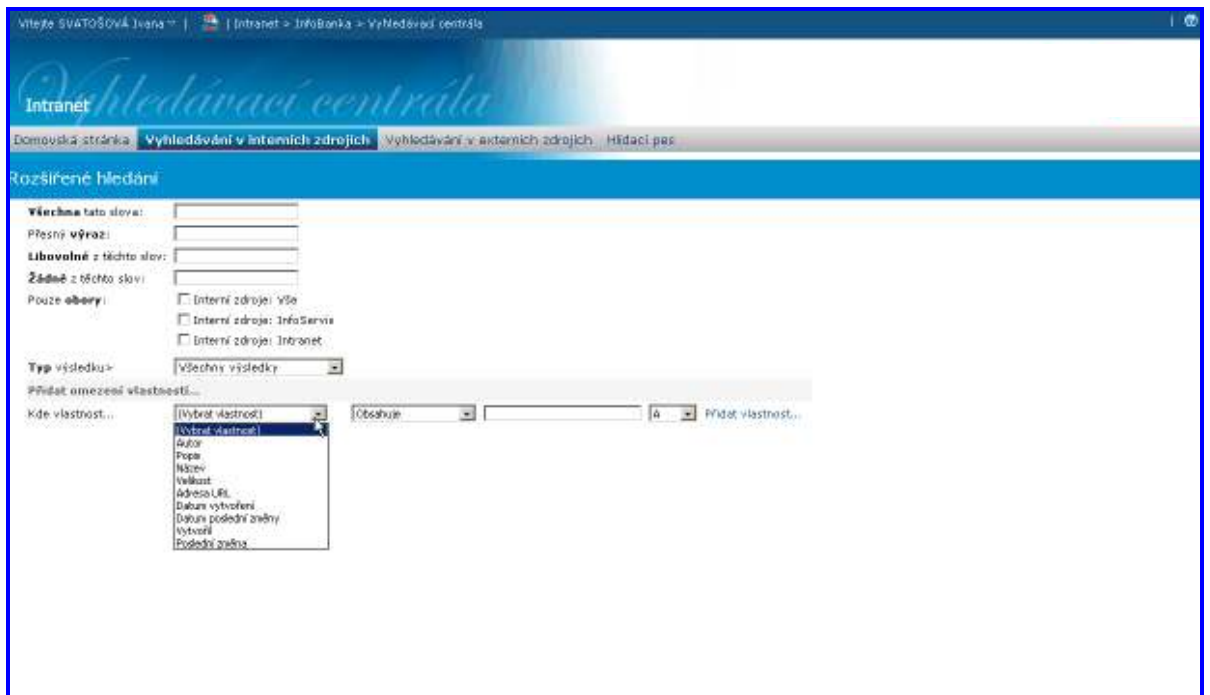 Vítejte SVATOŠOVÁ Ivana | | Intranet > InfoBanka > Vyhledávací centrála |
Vyhledávací centrála
Intranet
Domovská stránka Vyhledávání v interních zdrojích Vyhledávání v externích zdrojích Hlídací pes
Rozšířené hledání
Všechna tato slova:
Přesný výraz:
Libovolné z těchto slov:
Žádné z těchto slov:
Pouze obory: Interní zdroje: Vše
Interní zdroje: InfoServis
Interní zdroje: Intranet
Typ výsledku: Všechny výsledky
Přidat omezení vlastností...
Kde vlastnost... (Vybrat vlastnost) Obsahuje A Přidat vlastnost...
(Vybrat vlastnost)
Autor
Popis
Název
Velikost
Adresa URL
Datum vytvoření
Datum poslední změny
Vytvořil
Poslední změna